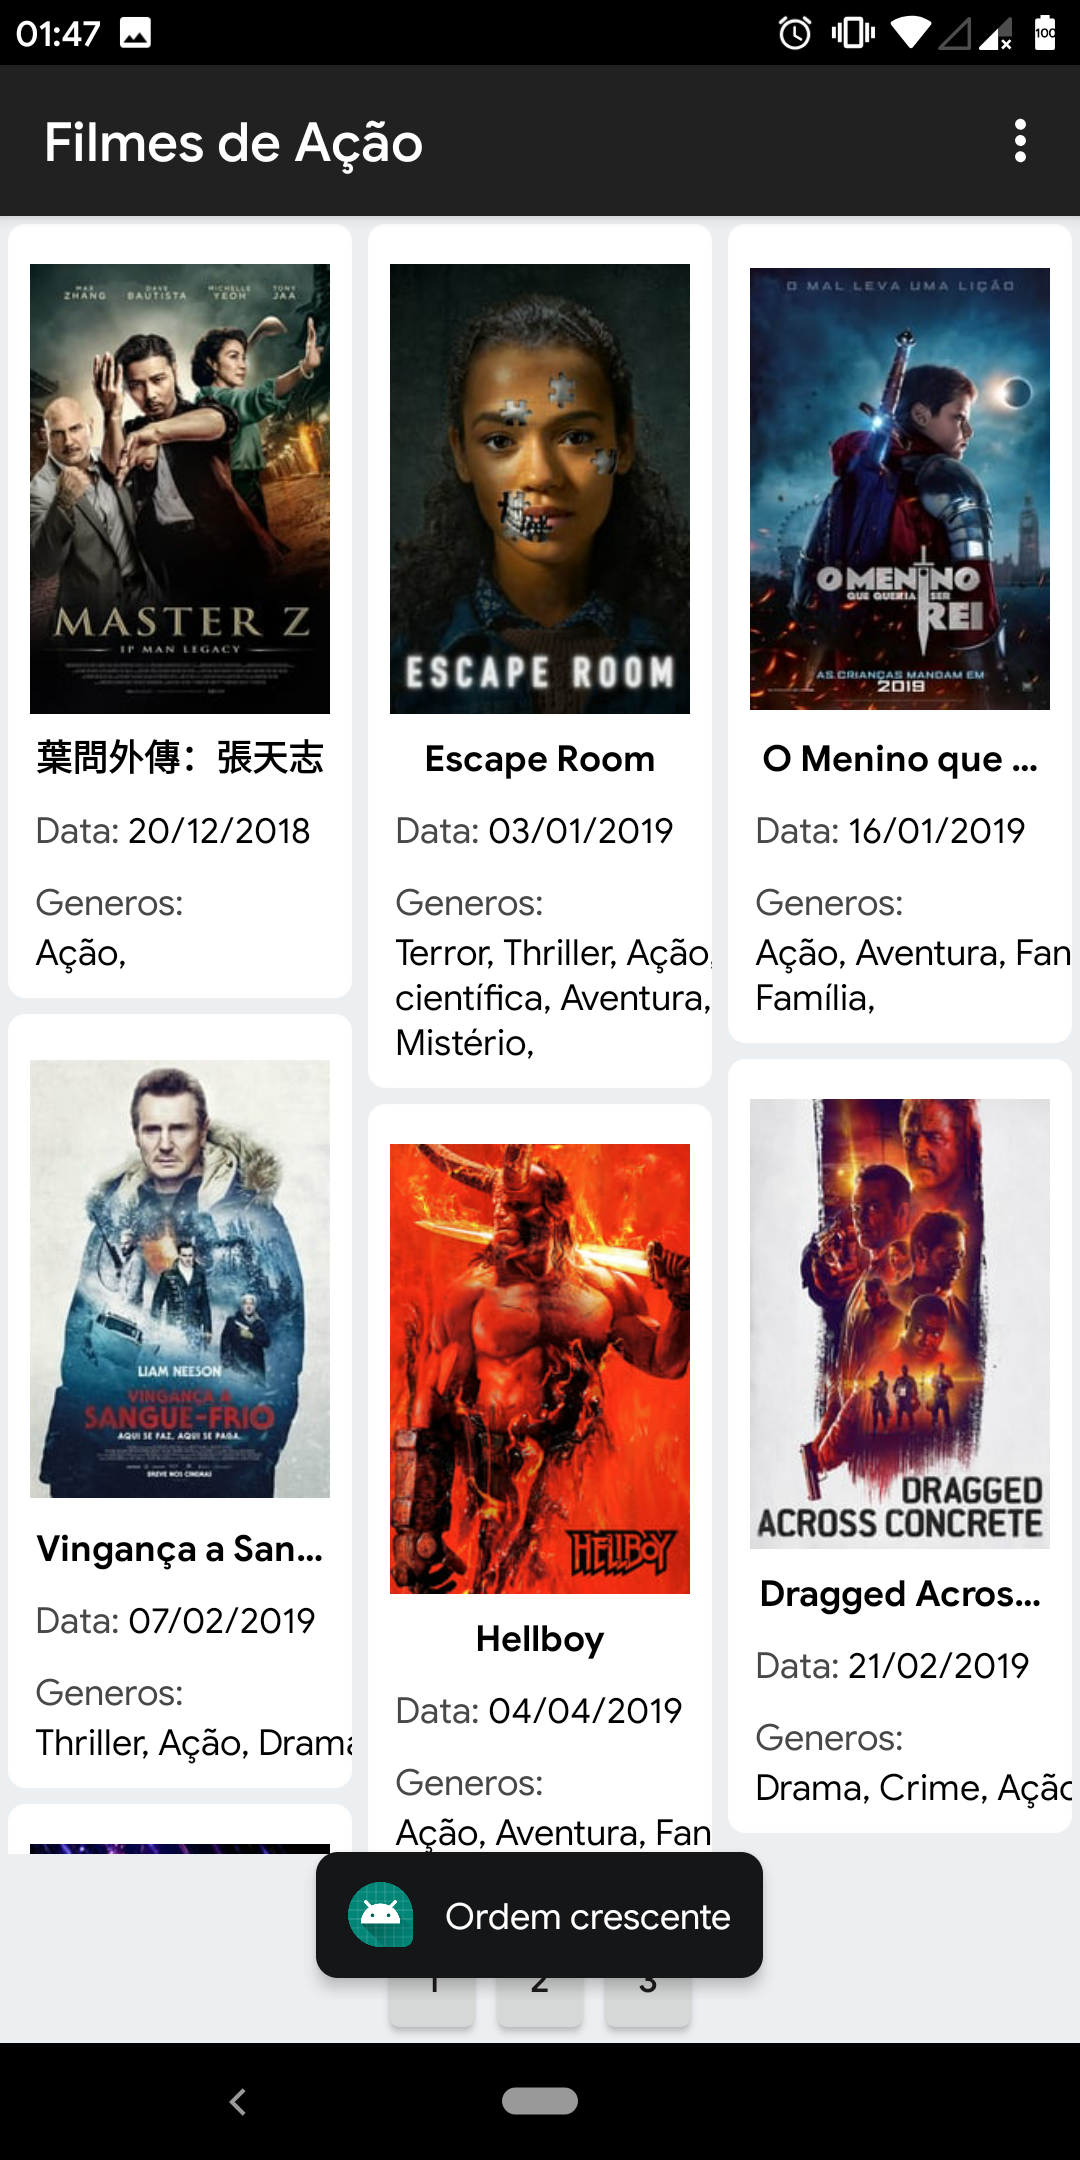 01:47
100
Filmes de Ação
MAX ZHANG
DAVE BAUTISTA
MICHELLE YEOH
TONY JAA
MASTER Z
IP MAN LEGACY
葉問外傳：張天志
Data: 20/12/2018
Generos:
Ação,
ESCAPE ROOM
Escape Room
Data: 03/01/2019
Generos:
Terror, Thriller, Ação,
científica, Aventura,
Mistério,
O MAL LEVA UMA LIÇÃO
O MENINO
QUE QUERIA SER
REI
AS CRIANÇAS MANDAM EM
2019
O Menino que ...
Data: 16/01/2019
Generos:
Ação, Aventura, Fan
Família,
LIAM NEESON
VINGANÇA A
SANGUE-FRIO
AQUI SE FAZ, AQUI SE PAGA.
BREVE NOS CINEMAS
Vingança a San...
Data: 07/02/2019
Generos:
Thriller, Ação, Drama
HELLBOY
Hellboy
Data: 04/04/2019
Generos:
Ação, Aventura, Fan
DRAGGED
ACROSS CONCRETE
Dragged Acros...
Data: 21/02/2019
Generos:
Drama, Crime, Ação
Ordem crescente
1 2 3